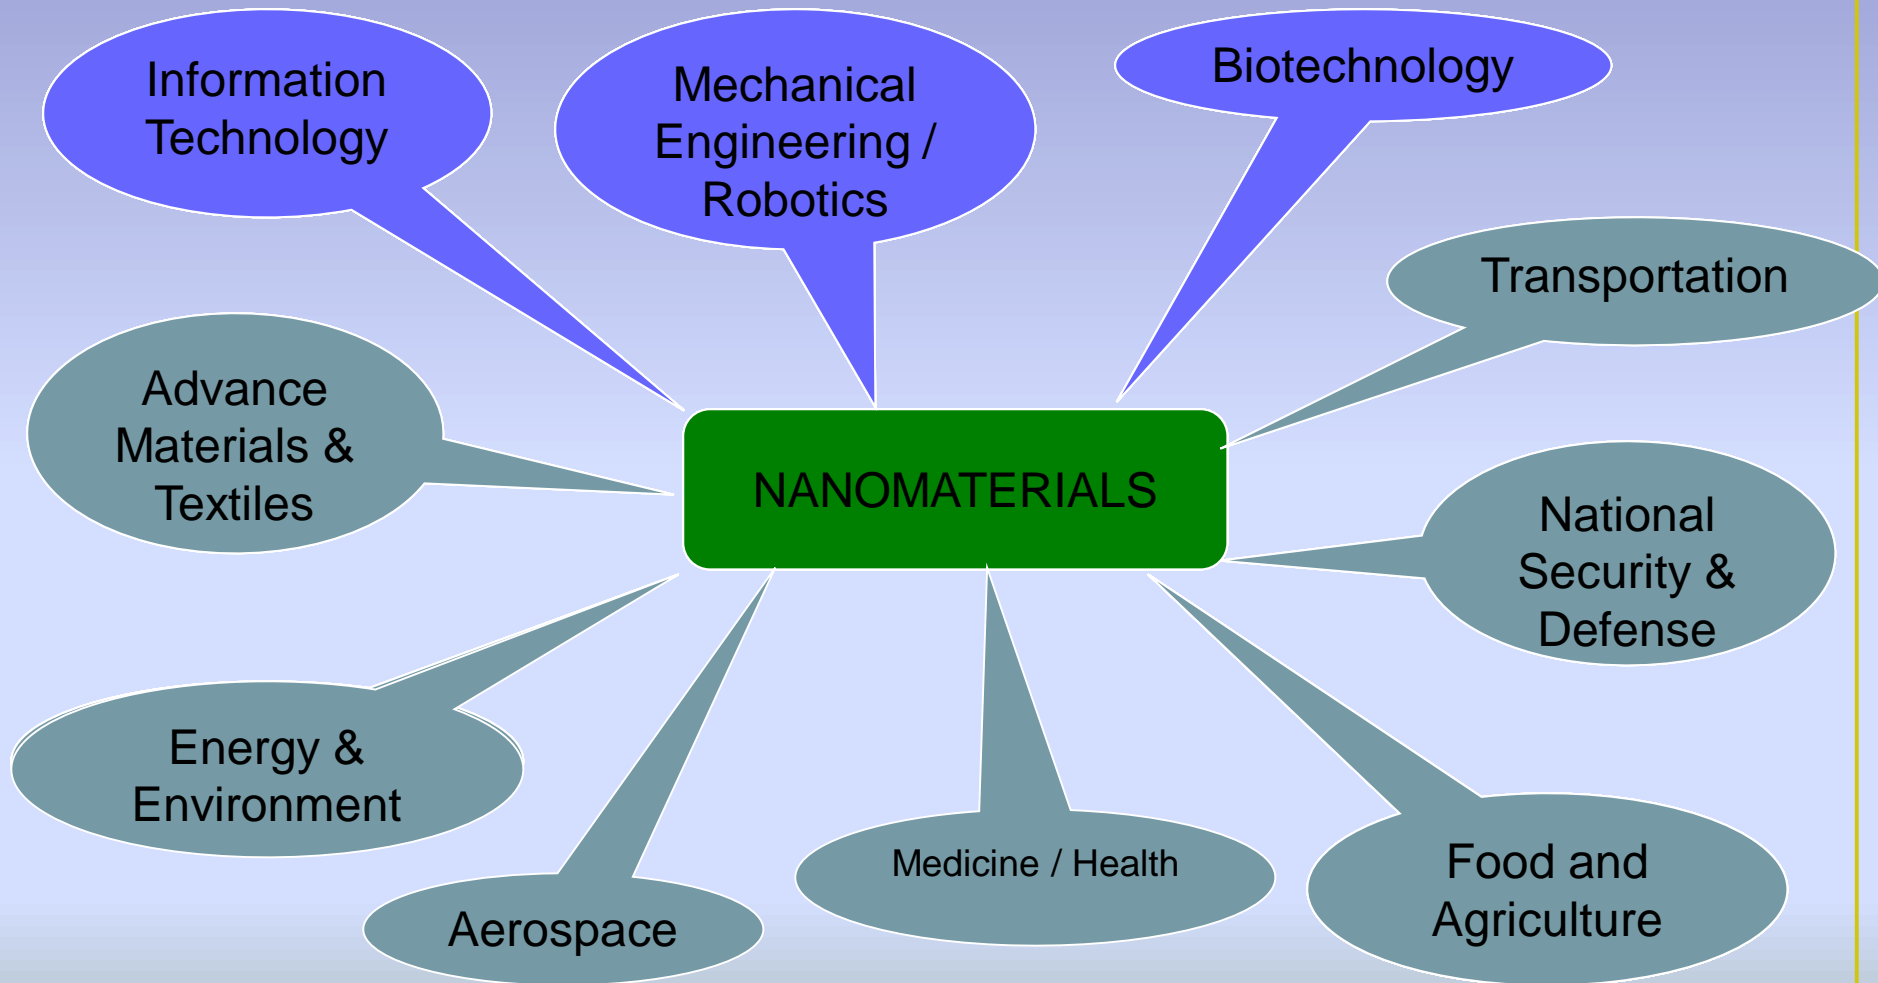 Information
Technology
Mechanical
Engineering /
Robotics
Biotechnology
Transportation
Advance
Materials &
Textiles
NANOMATERIALS
National
Security &
Defense
Energy &
Environment
Aerospace
Medicine / Health
Food and
Agriculture